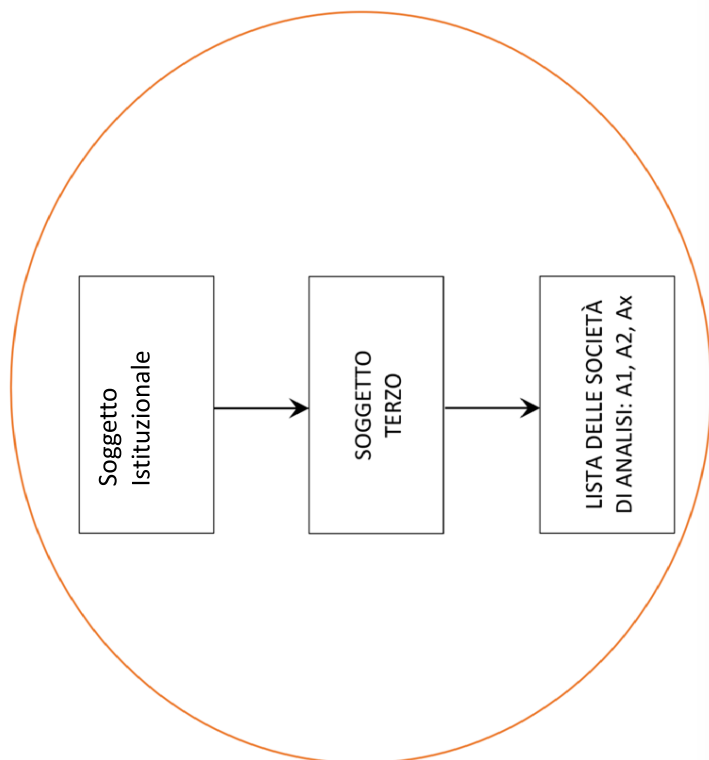 Soggetto
Istituzionale
SOGGETTO
TERZO
LISTA DELLE SOCIETÀ
DI ANALISI: A1, A2, Ax